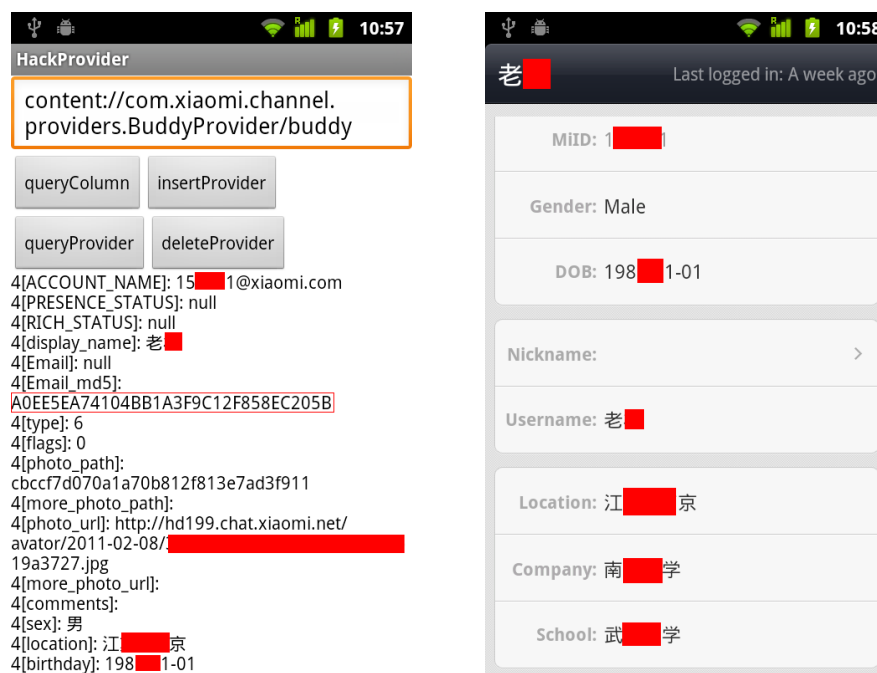 10:57
HackProvider
content://com.xiaomi.channel.
providers.BuddyProvider/buddy
queryColumn insertProvider
queryProvider deleteProvider
4[ACCOUNT_NAME]: 15 1@xiaomi.com
4[PRESENCE_STATUS]: null
4[RICH_STATUS]: null
4[display_name]: 老
4[Email]: null
4[Email_md5]:
A0EE5EA74104BB1A3F9C12F858EC205B
4[type]: 6
4[flags]: 0
4[photo_path]:
cbccf7d070a1a70b812f813e7ad3f911
4[more_photo_path]:
4[photo_url]: http://hd199.chat.xiaomi.net/
avator/2011-02-08/
19a3727.jpg
4[more_photo_url]:
4[comments]:
4[sex]: 男
4[location]: 江 京
4[birthday]: 198 1-01
10:58
老 Last logged in: A week ago
MiID: 1 1
Gender: Male
DOB: 198 1-01
Nickname:
Username: 老
Location: 江 京
Company: 南 学
School: 武 学